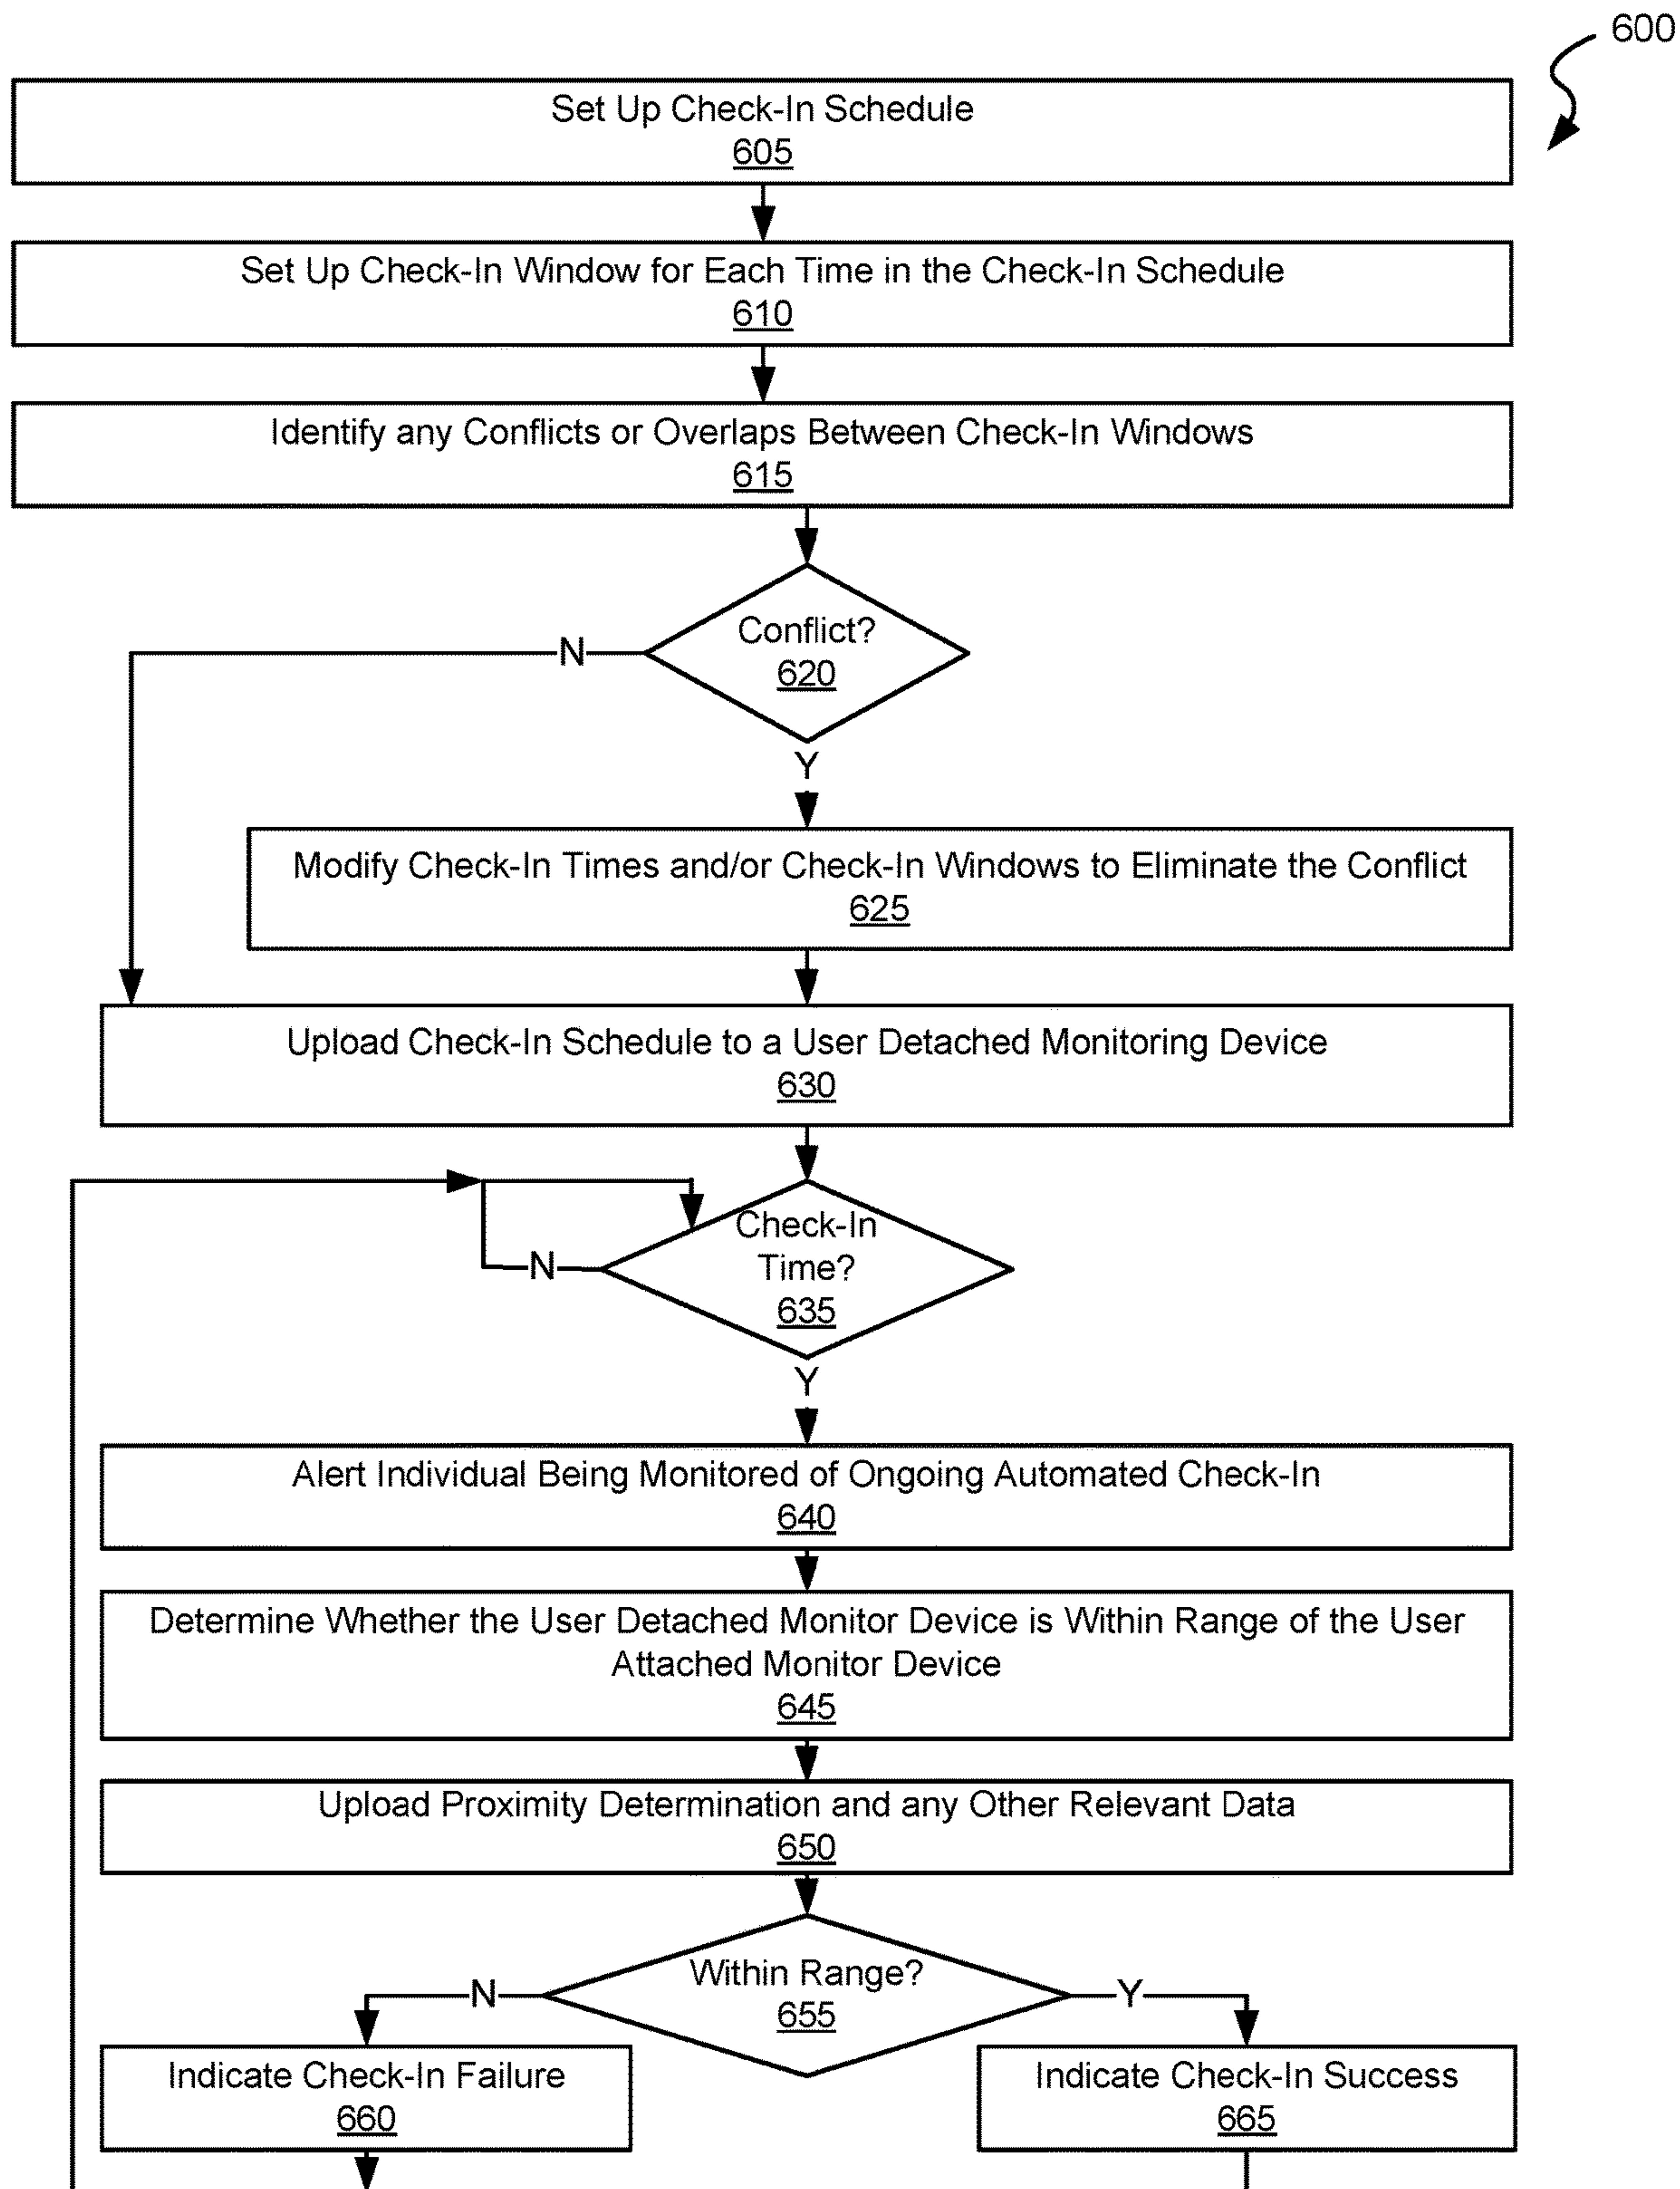 600
Set Up Check-In Schedule
605
Set Up Check-In Window for Each Time in the Check-In Schedule
610
Identify any Conflicts or Overlaps Between Check-In Windows
615
Conflict?
620
N
Y
Modify Check-In Times and/or Check-In Windows to Eliminate the Conflict
625
Upload Check-In Schedule to a User Detached Monitoring Device
630
Check-In
Time?
635
N
Y
Alert Individual Being Monitored of Ongoing Automated Check-In
640
Determine Whether the User Detached Monitor Device is Within Range of the User
Attached Monitor Device
645
Upload Proximity Determination and any Other Relevant Data
650
Within Range?
655
N
Y
Indicate Check-In Failure
660
Indicate Check-In Success
665